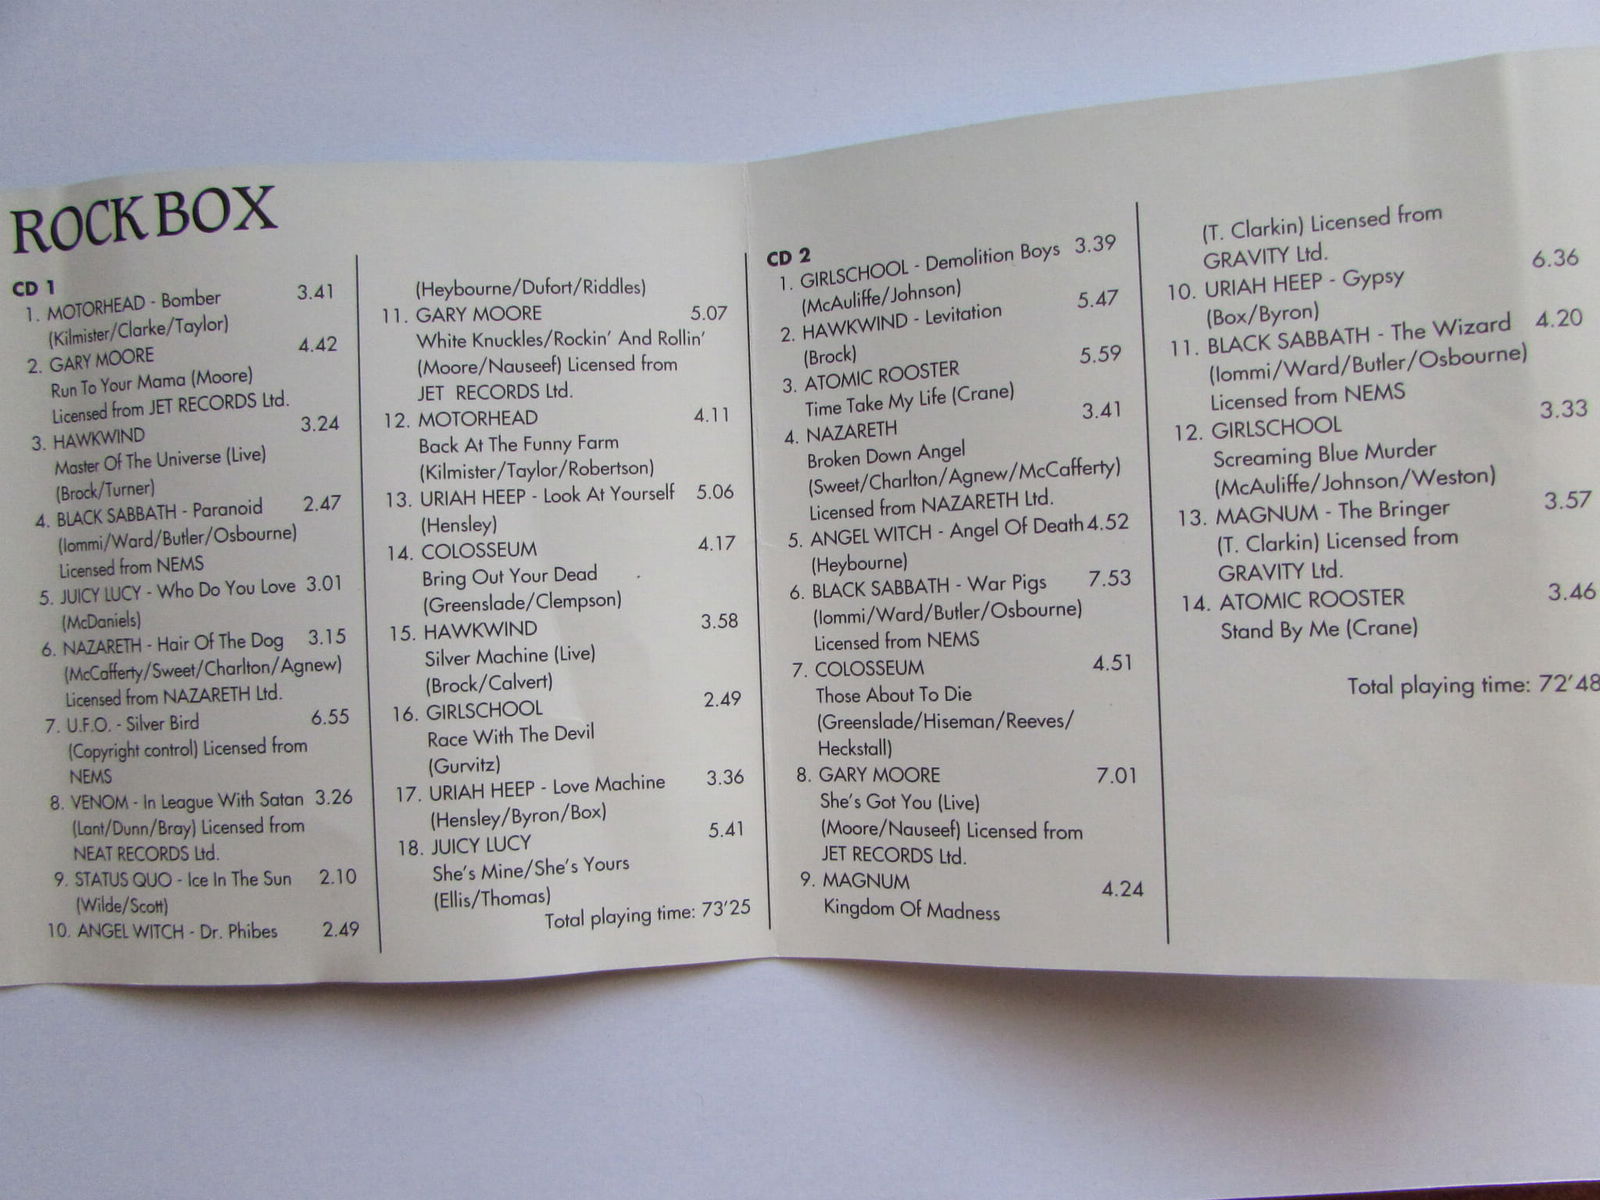 ROCK BOX
CD 1
1. MOTORHEAD - Bomber 3.41
(Kilmister/Clarke/Taylor)
2. GARY MOORE 4.42
Run To Your Mama (Moore)
Licensed from JET RECORDS Ltd.
3. HAWKWIND 3.24
Master Of The Universe (Live)
(Brock/Turner)
4. BLACK SABBATH - Paranoid 2.47
(Iommi/Ward/Butler/Osbourne)
Licensed from NEMS
5. JUICY LUCY - Who Do You Love 3.01
(McDaniels)
6. NAZARETH - Hair Of The Dog 3.15
(McCafferty/Sweet/Charlton/Agnew)
Licensed from NAZARETH Ltd.
7. U.F.O. - Silver Bird 6.55
(Copyright control) Licensed from
NEMS
8. VENOM - In League With Satan 3.26
(Lant/Dunn/Bray) Licensed from
NEAT RECORDS Ltd.
9. STATUS QUO - Ice In The Sun 2.10
(Wilde/Scott)
10. ANGEL WITCH - Dr. Phibes 2.49
(Heybourne/Dufort/Riddles)
11. GARY MOORE 5.07
White Knuckles/Rockin' And Rollin'
(Moore/Nauseef) Licensed from
JET RECORDS Ltd.
12. MOTORHEAD 4.11
Back At The Funny Farm
(Kilmister/Taylor/Robertson)
13. URIAH HEEP - Look At Yourself 5.06
(Hensley)
14. COLOSSEUM 4.17
Bring Out Your Dead
(Greenslade/Clempson)
15. HAWKWIND 3.58
Silver Machine (Live)
(Brock/Calvert)
16. GIRLSCHOOL 2.49
Race With The Devil
(Gurvitz)
17. URIAH HEEP - Love Machine 3.36
(Hensley/Byron/Box)
18. JUICY LUCY 5.41
She's Mine/She's Yours
(Ellis/Thomas)
Total playing time: 73'25
CD 2
1. GIRLSCHOOL - Demolition Boys 3.39
(McAuliffe/Johnson)
2. HAWKWIND - Levitation 5.47
(Brock)
3. ATOMIC ROOSTER 5.59
Time Take My Life (Crane)
4. NAZARETH 3.41
Broken Down Angel
(Sweet/Charlton/Agnew/McCafferty)
Licensed from NAZARETH Ltd.
5. ANGEL WITCH - Angel Of Death 4.52
(Heybourne)
6. BLACK SABBATH - War Pigs 7.53
(Iommi/Ward/Butler/Osbourne)
Licensed from NEMS
7. COLOSSEUM 4.51
Those About To Die
(Greenslade/Hiseman/Reeves/
Heckstall)
8. GARY MOORE 7.01
She's Got You (Live)
(Moore/Nauseef) Licensed from
JET RECORDS Ltd.
9. MAGNUM 4.24
Kingdom Of Madness
(T. Clarkin) Licensed from
GRAVITY Ltd.
10. URIAH HEEP - Gypsy 6.36
(Box/Byron)
11. BLACK SABBATH - The Wizard 4.20
(Iommi/Ward/Butler/Osbourne)
Licensed from NEMS
12. GIRLSCHOOL 3.33
Screaming Blue Murder
(McAuliffe/Johnson/Weston)
13. MAGNUM - The Bringer 3.57
(T. Clarkin) Licensed from
GRAVITY Ltd.
14. ATOMIC ROOSTER 3.46
Stand By Me (Crane)
Total playing time: 72'48